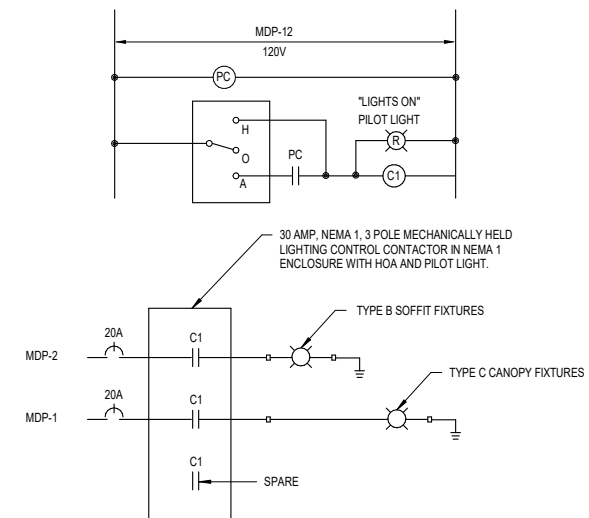 MDP-12
120V
PC
"LIGHTS ON"
PILOT LIGHT
H
R
O
PC
A
C1
30 AMP, NEMA 1, 3 POLE MECHANICALLY HELD
LIGHTING CONTROL CONTACTOR IN NEMA 1
ENCLOSURE WITH HOA AND PILOT LIGHT.
TYPE B SOFFIT FIXTURES
20A
C1
MDP-2
TYPE C CANOPY FIXTURES
20A
C1
MDP-1
C1
SPARE